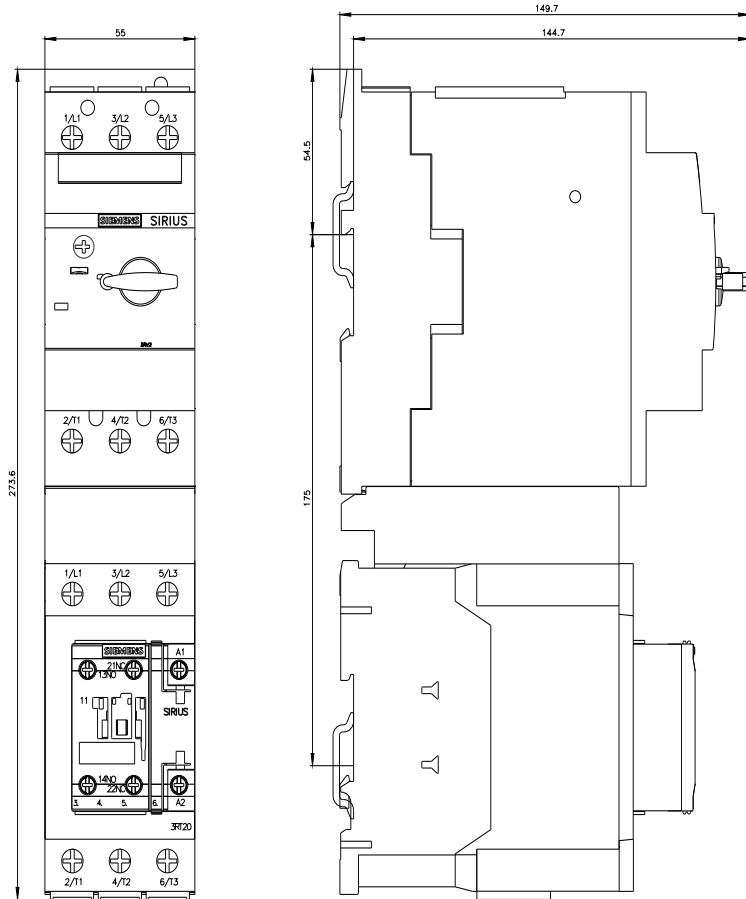 149.7
55
144.7
1/L1 3/L2 5/L3
54.5
SIEMENS SIRIUS
3RV2
2/T1 4/T2 6/T3
273.6
175
1/L1 3/L2 5/L3
SIEMENS A1
21NC
13NO
11
SIRIUS
14NO
22NC
3. 4. 5. 6. A2
3RT20
2/T1 4/T2 6/T3